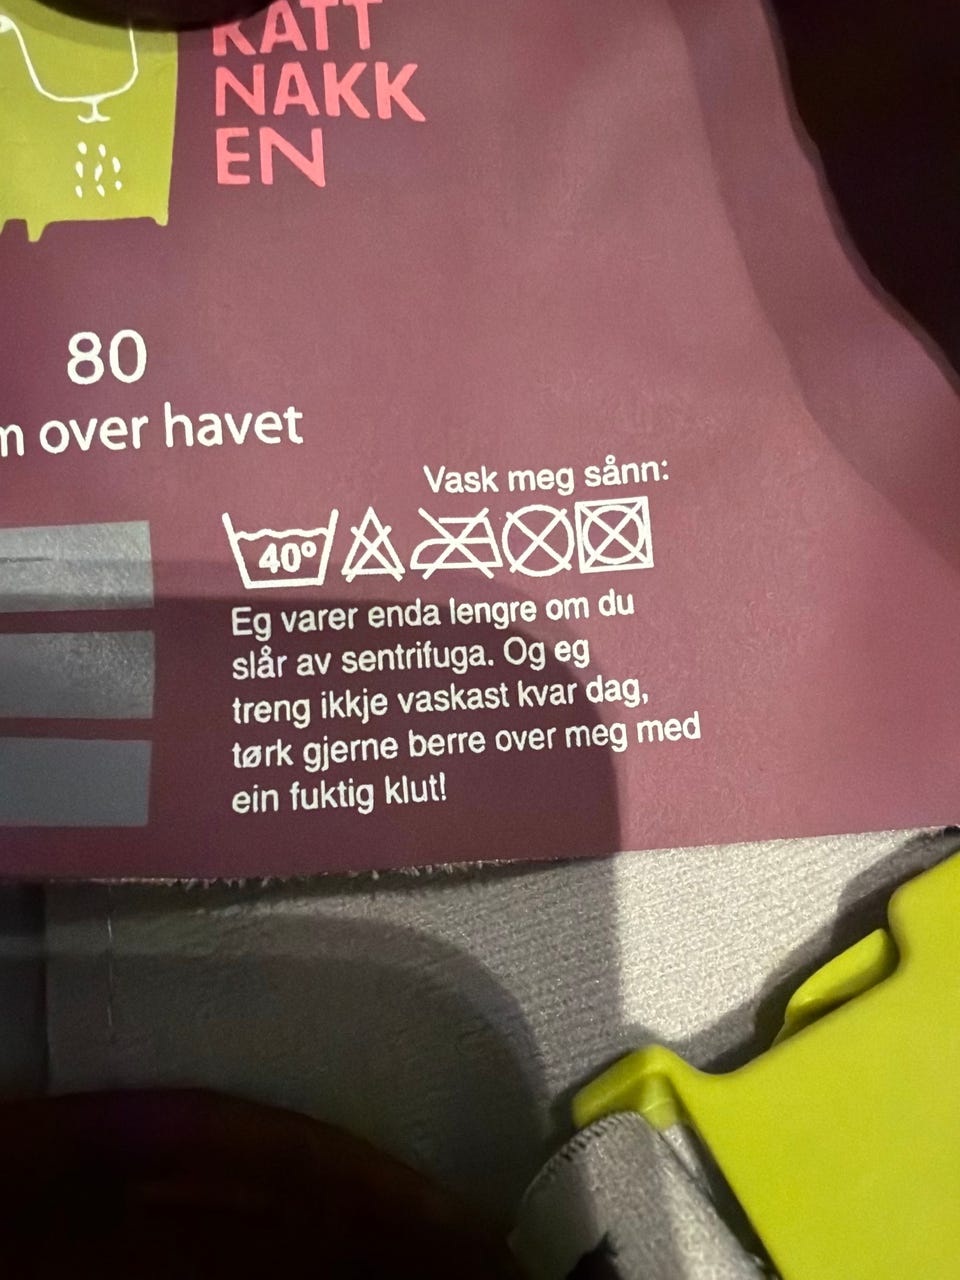 KATT
NAKK
EN
80
m over havet
Vask meg sånn:
40º
Eg varer enda lengre om du
slår av sentrifuga. Og eg
treng ikkje vaskast kvar dag,
tørk gjerne berre over meg med
ein fuktig klut!